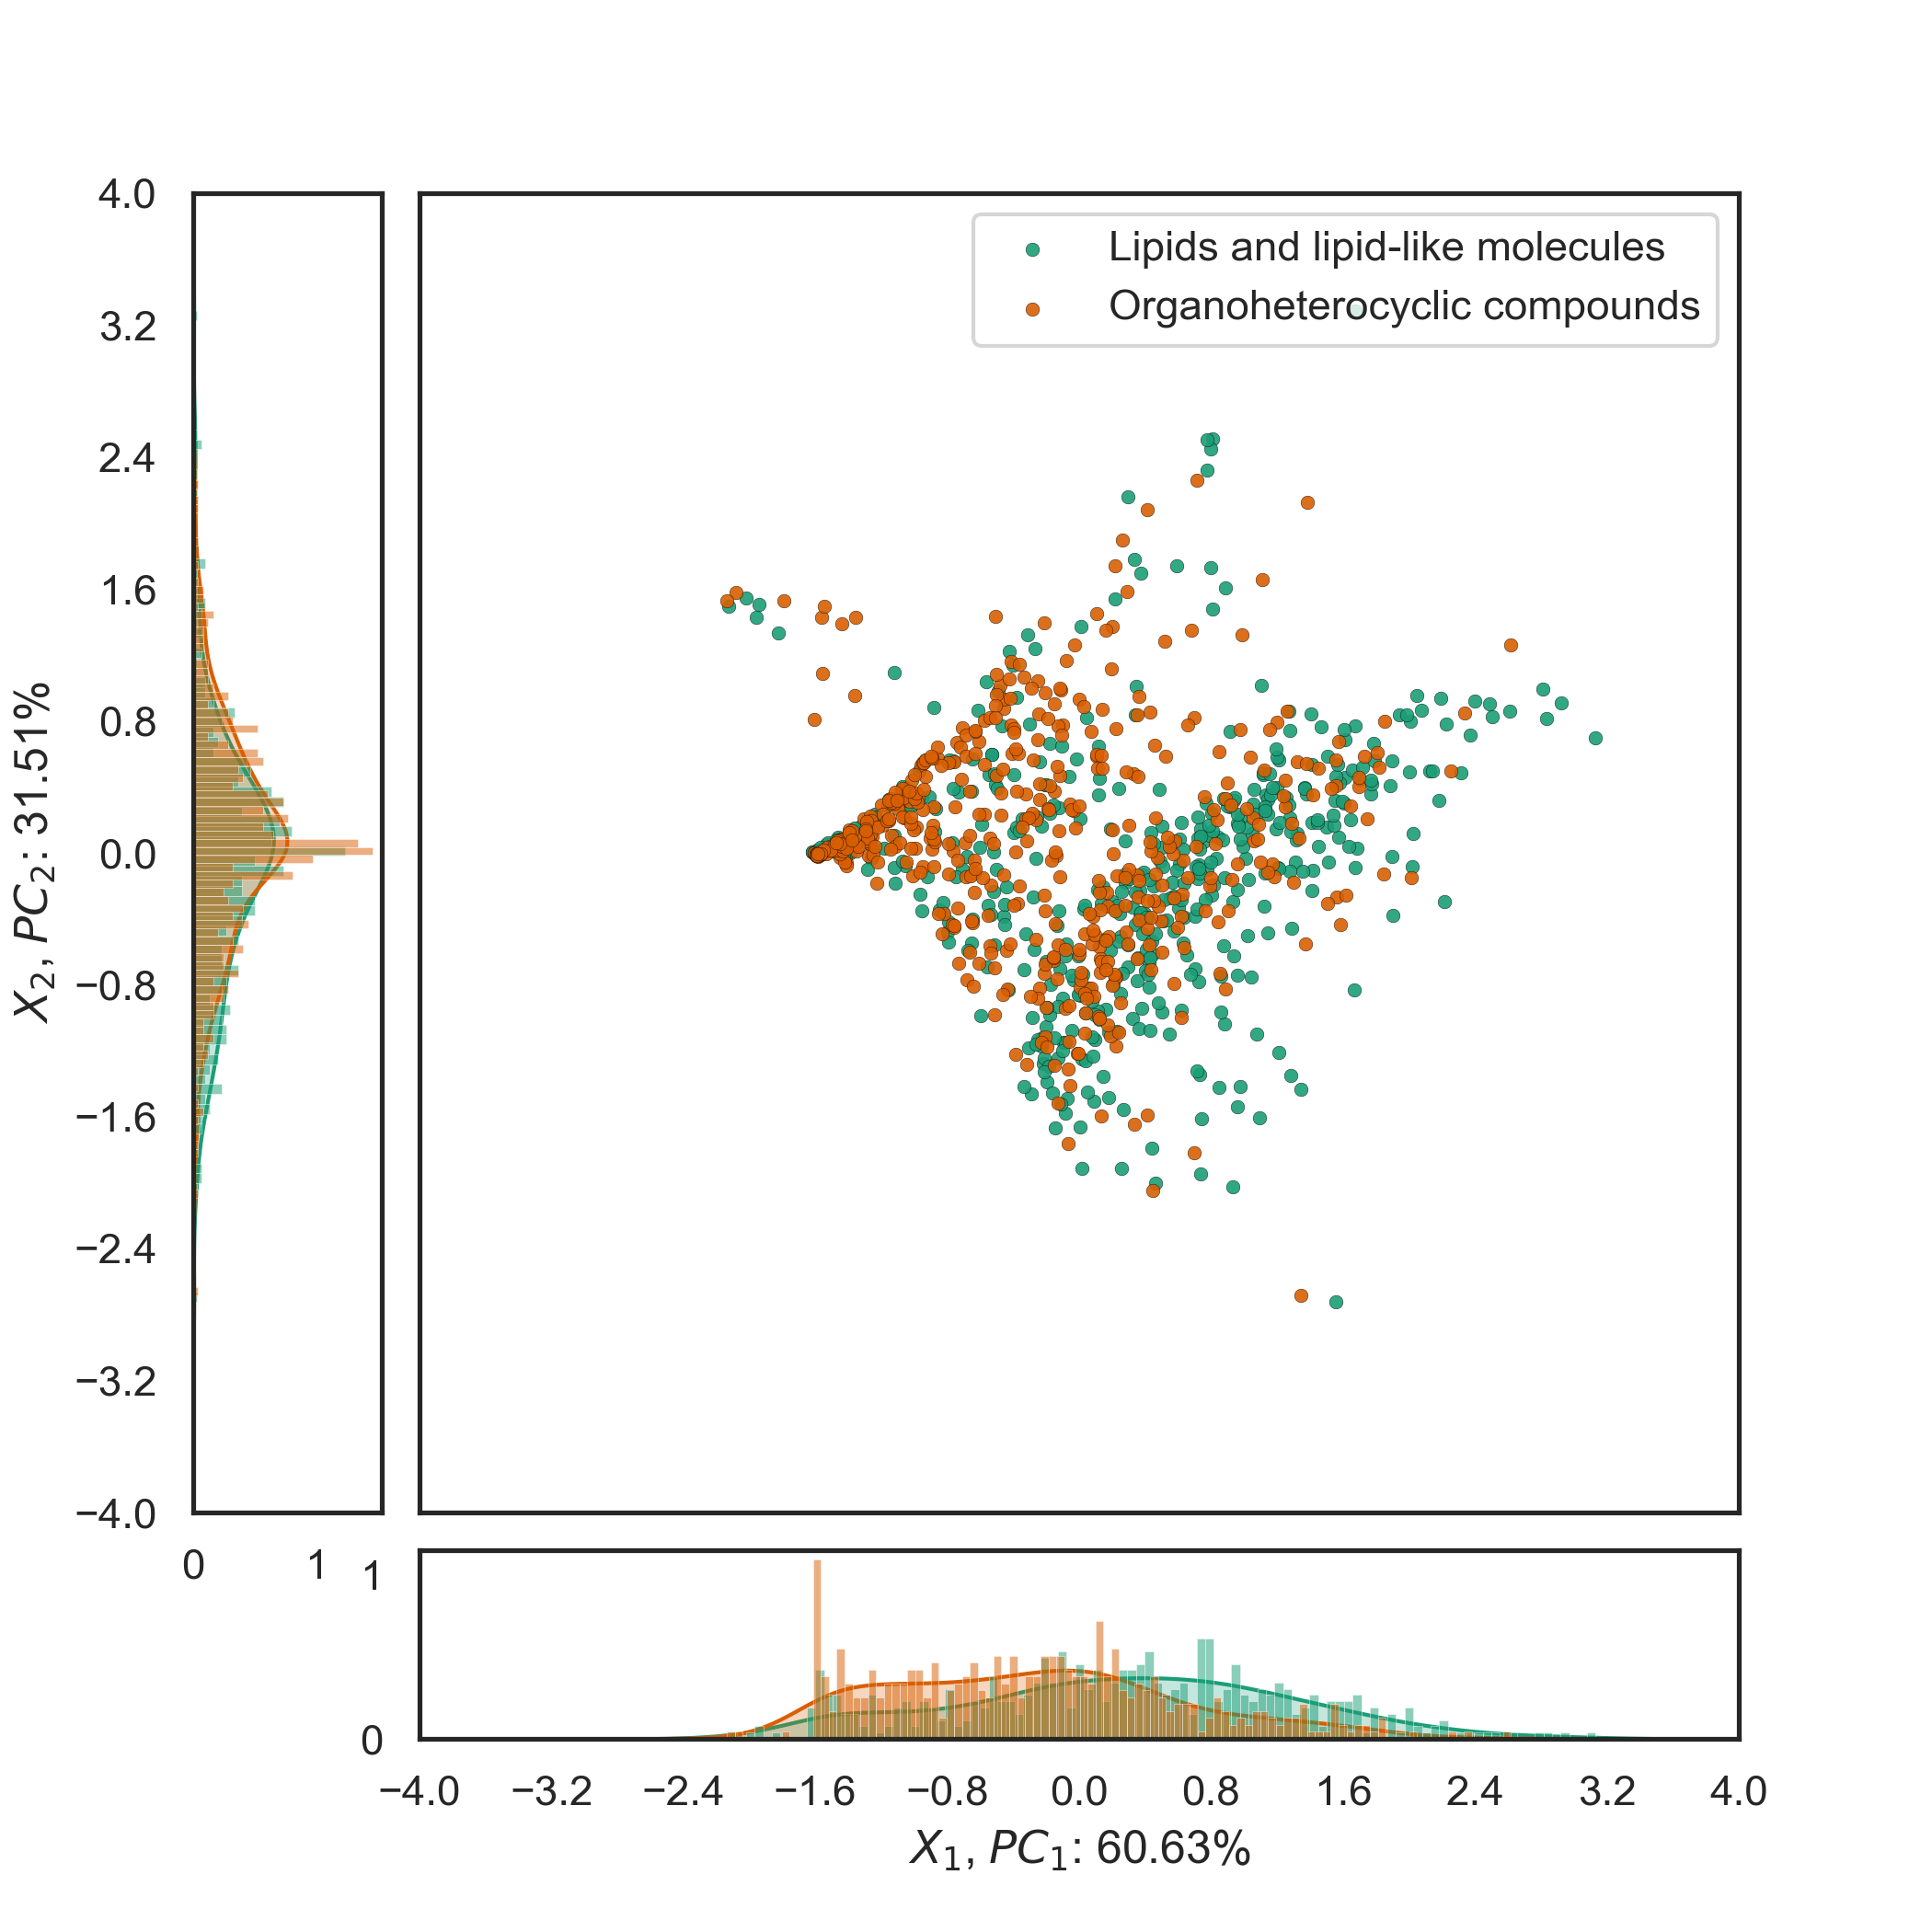 4.0
3.2
2.4
1.6
0.8
0.0
−0.8
−1.6
−2.4
−3.2
−4.0
X2, PC2: 31.51%
Lipids and lipid-like molecules
Organoheterocyclic compounds
0 1
1
0
−4.0 −3.2 −2.4 −1.6 −0.8 0.0 0.8 1.6 2.4 3.2 4.0
X1, PC1: 60.63%